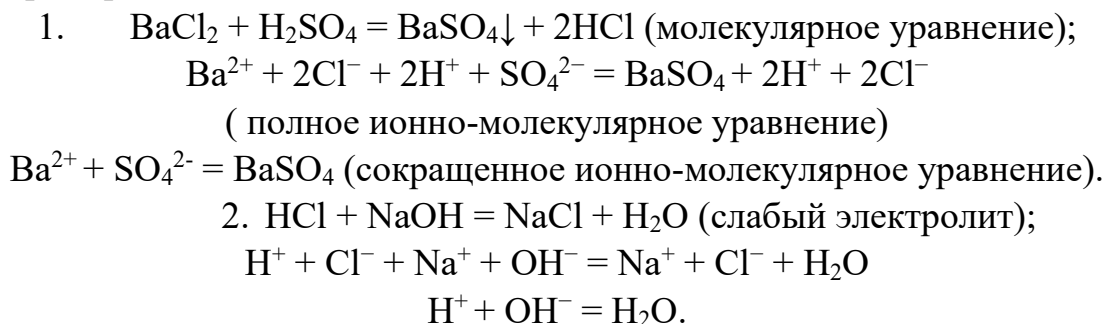 1. BaCl₂ + H₂SO₄ = BaSO₄↓ + 2HCl (молекулярное уравнение);
Ba²⁺ + 2Cl⁻ + 2H⁺ + SO₄²⁻ = BaSO₄ + 2H⁺ + 2Cl⁻
( полное ионно-молекулярное уравнение)
Ba²⁺ + SO₄²⁻ = BaSO₄ (сокращенное ионно-молекулярное уравнение).
2. HCl + NaOH = NaCl + H₂O (слабый электролит);
H⁺ + Cl⁻ + Na⁺ + OH⁻ = Na⁺ + Cl⁻ + H₂O
H⁺ + OH⁻ = H₂O.